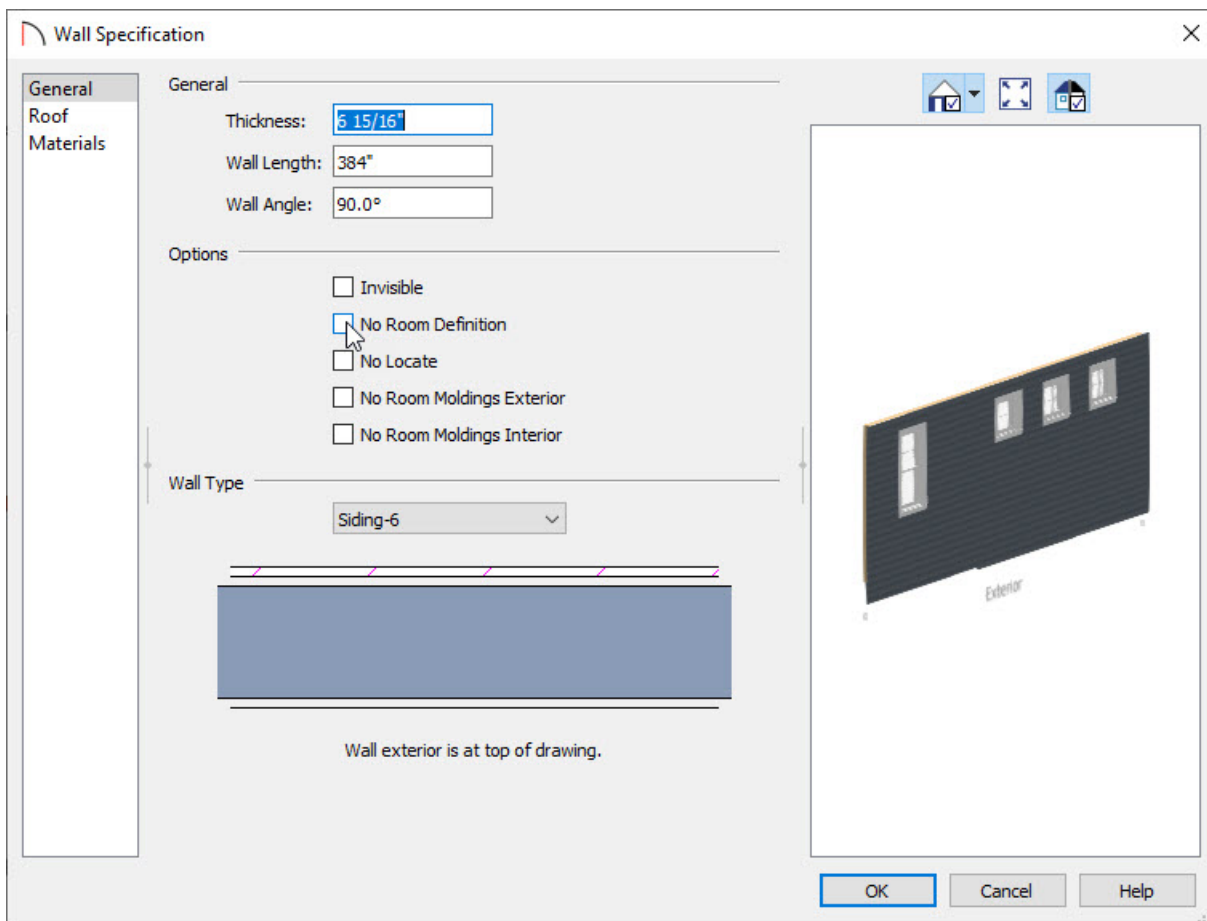 Wall Specification
General
Roof
Materials
General
Thickness: 6 15/16"
Wall Length: 384"
Wall Angle: 90.0°
Options
Invisible
No Room Definition
No Locate
No Room Moldings Exterior
No Room Moldings Interior
Wall Type
Siding-6
Wall exterior is at top of drawing.
Exterior
OK Cancel Help